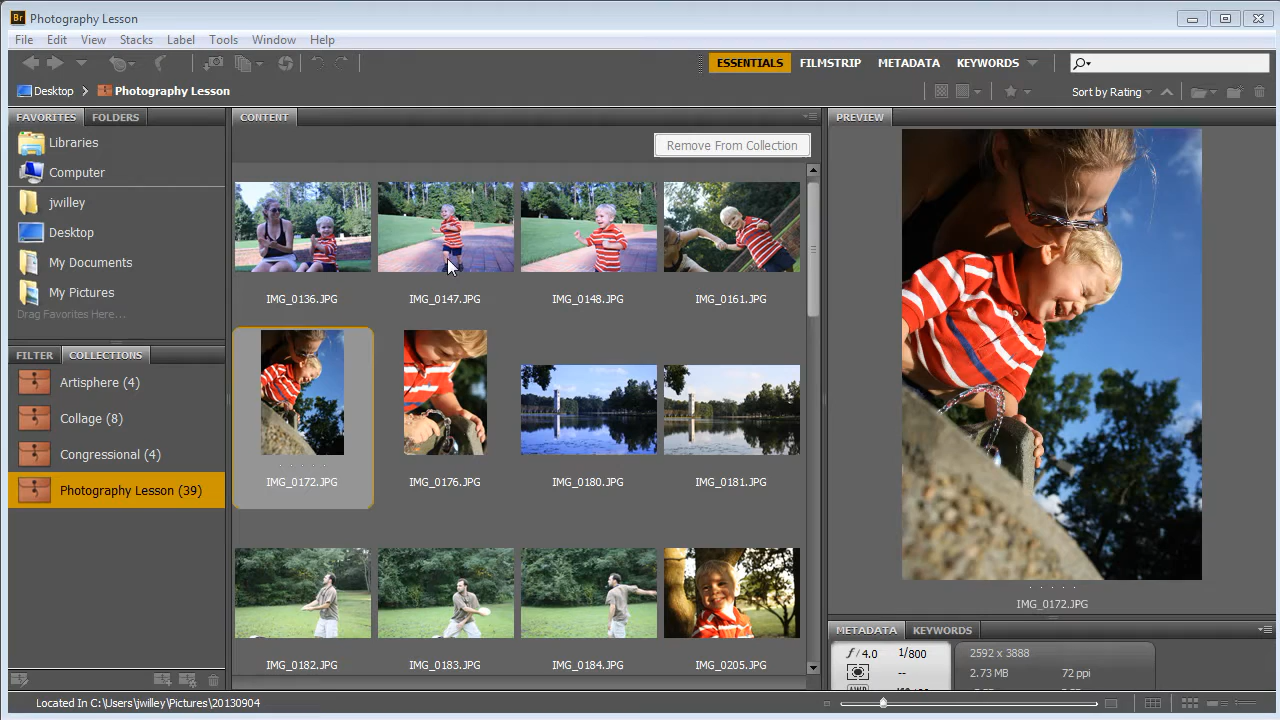 Br Photography Lesson
File Edit View Stacks Label Tools Window Help
ESSENTIALS FILMSTRIP METADATA KEYWORDS
Desktop Photography Lesson
Sort by Rating
FAVORITES FOLDERS
Libraries
Computer
jwilley
Desktop
My Documents
My Pictures
Drag Favorites Here...
FILTER COLLECTIONS
Artisphere (4)
Collage (8)
Congressional (4)
Photography Lesson (39)
CONTENT
Remove From Collection
IMG_0136.JPG IMG_0147.JPG IMG_0148.JPG IMG_0161.JPG
IMG_0172.JPG IMG_0176.JPG IMG_0180.JPG IMG_0181.JPG
IMG_0182.JPG IMG_0183.JPG IMG_0184.JPG IMG_0205.JPG
PREVIEW
IMG_0172.JPG
METADATA KEYWORDS
f/4.0 1/800 2592 x 3888
-- 2.73 MB 72 ppi
Located In C:\Users\jwilley\Pictures\20130904